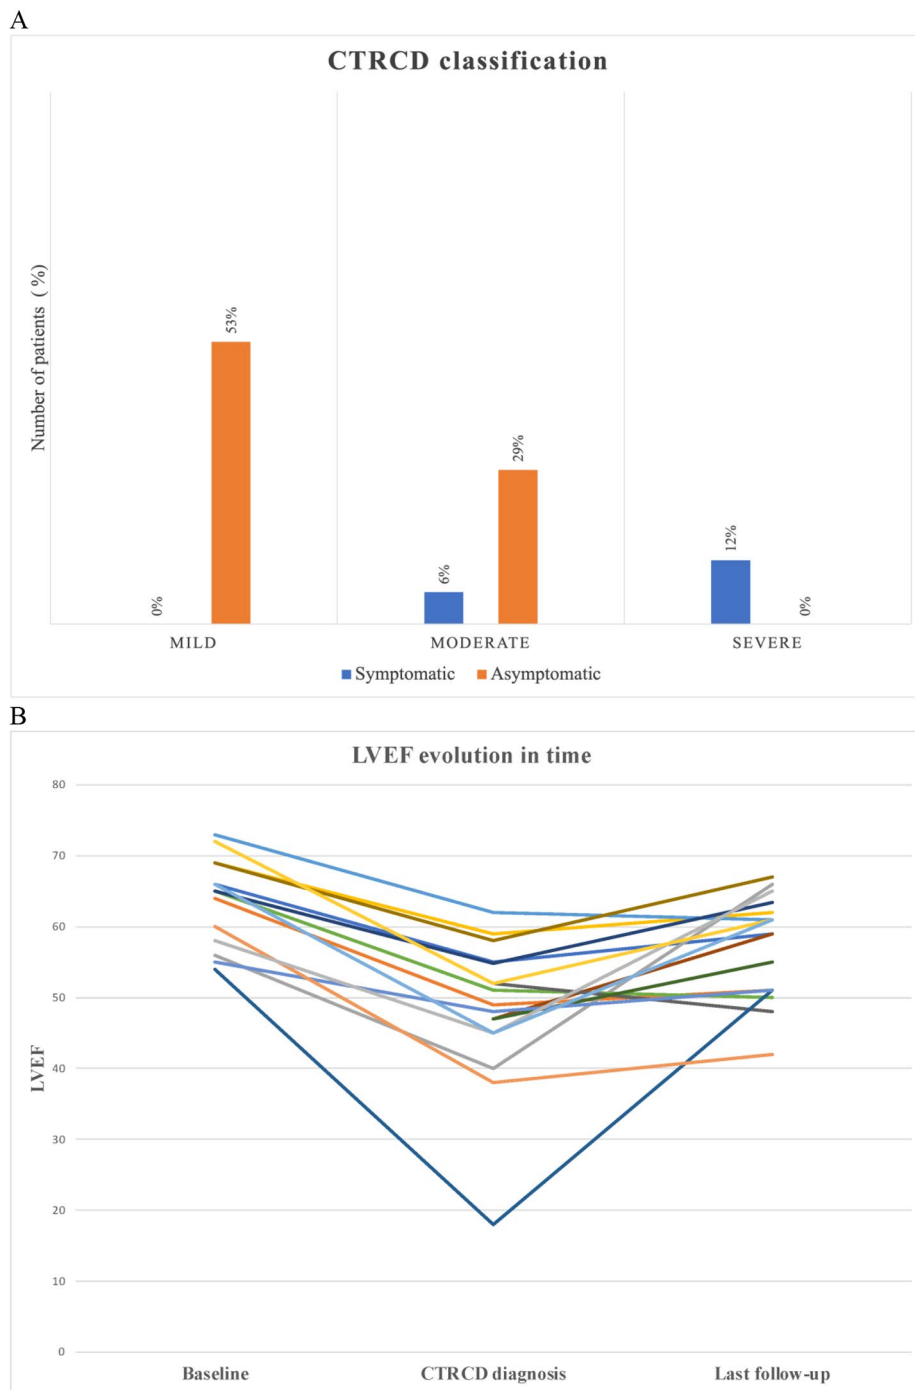 A
CTRCD classification
Number of patients ( %)
0%
53%
6%
29%
12%
0%
MILD
MODERATE
SEVERE
Symptomatic
Asymptomatic
B
LVEF evolution in time
LVEF
80
70
60
50
40
30
20
10
0
Baseline
CTRCD diagnosis
Last follow-up